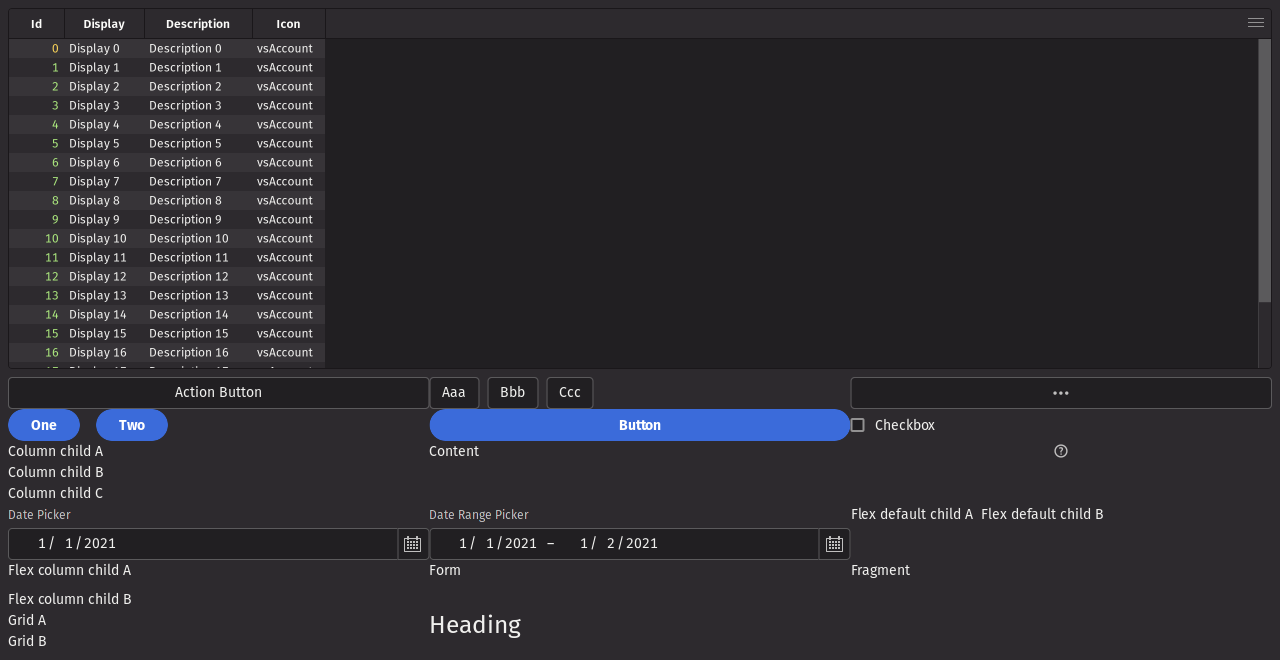 Id Display Description Icon
0 Display 0 Description 0 vsAccount
1 Display 1 Description 1 vsAccount
2 Display 2 Description 2 vsAccount
3 Display 3 Description 3 vsAccount
4 Display 4 Description 4 vsAccount
5 Display 5 Description 5 vsAccount
6 Display 6 Description 6 vsAccount
7 Display 7 Description 7 vsAccount
8 Display 8 Description 8 vsAccount
9 Display 9 Description 9 vsAccount
10 Display 10 Description 10 vsAccount
11 Display 11 Description 11 vsAccount
12 Display 12 Description 12 vsAccount
13 Display 13 Description 13 vsAccount
14 Display 14 Description 14 vsAccount
15 Display 15 Description 15 vsAccount
16 Display 16 Description 16 vsAccount
Action Button Aaa Bbb Ccc
One Two Button Checkbox
Column child A Content
Column child B
Column child C
Date Picker Date Range Picker Flex default child A Flex default child B
1 / 1 / 2021 1 / 1 / 2021 – 1 / 2 / 2021
Flex column child A Form Fragment
Flex column child B
Grid A
Heading
Grid B